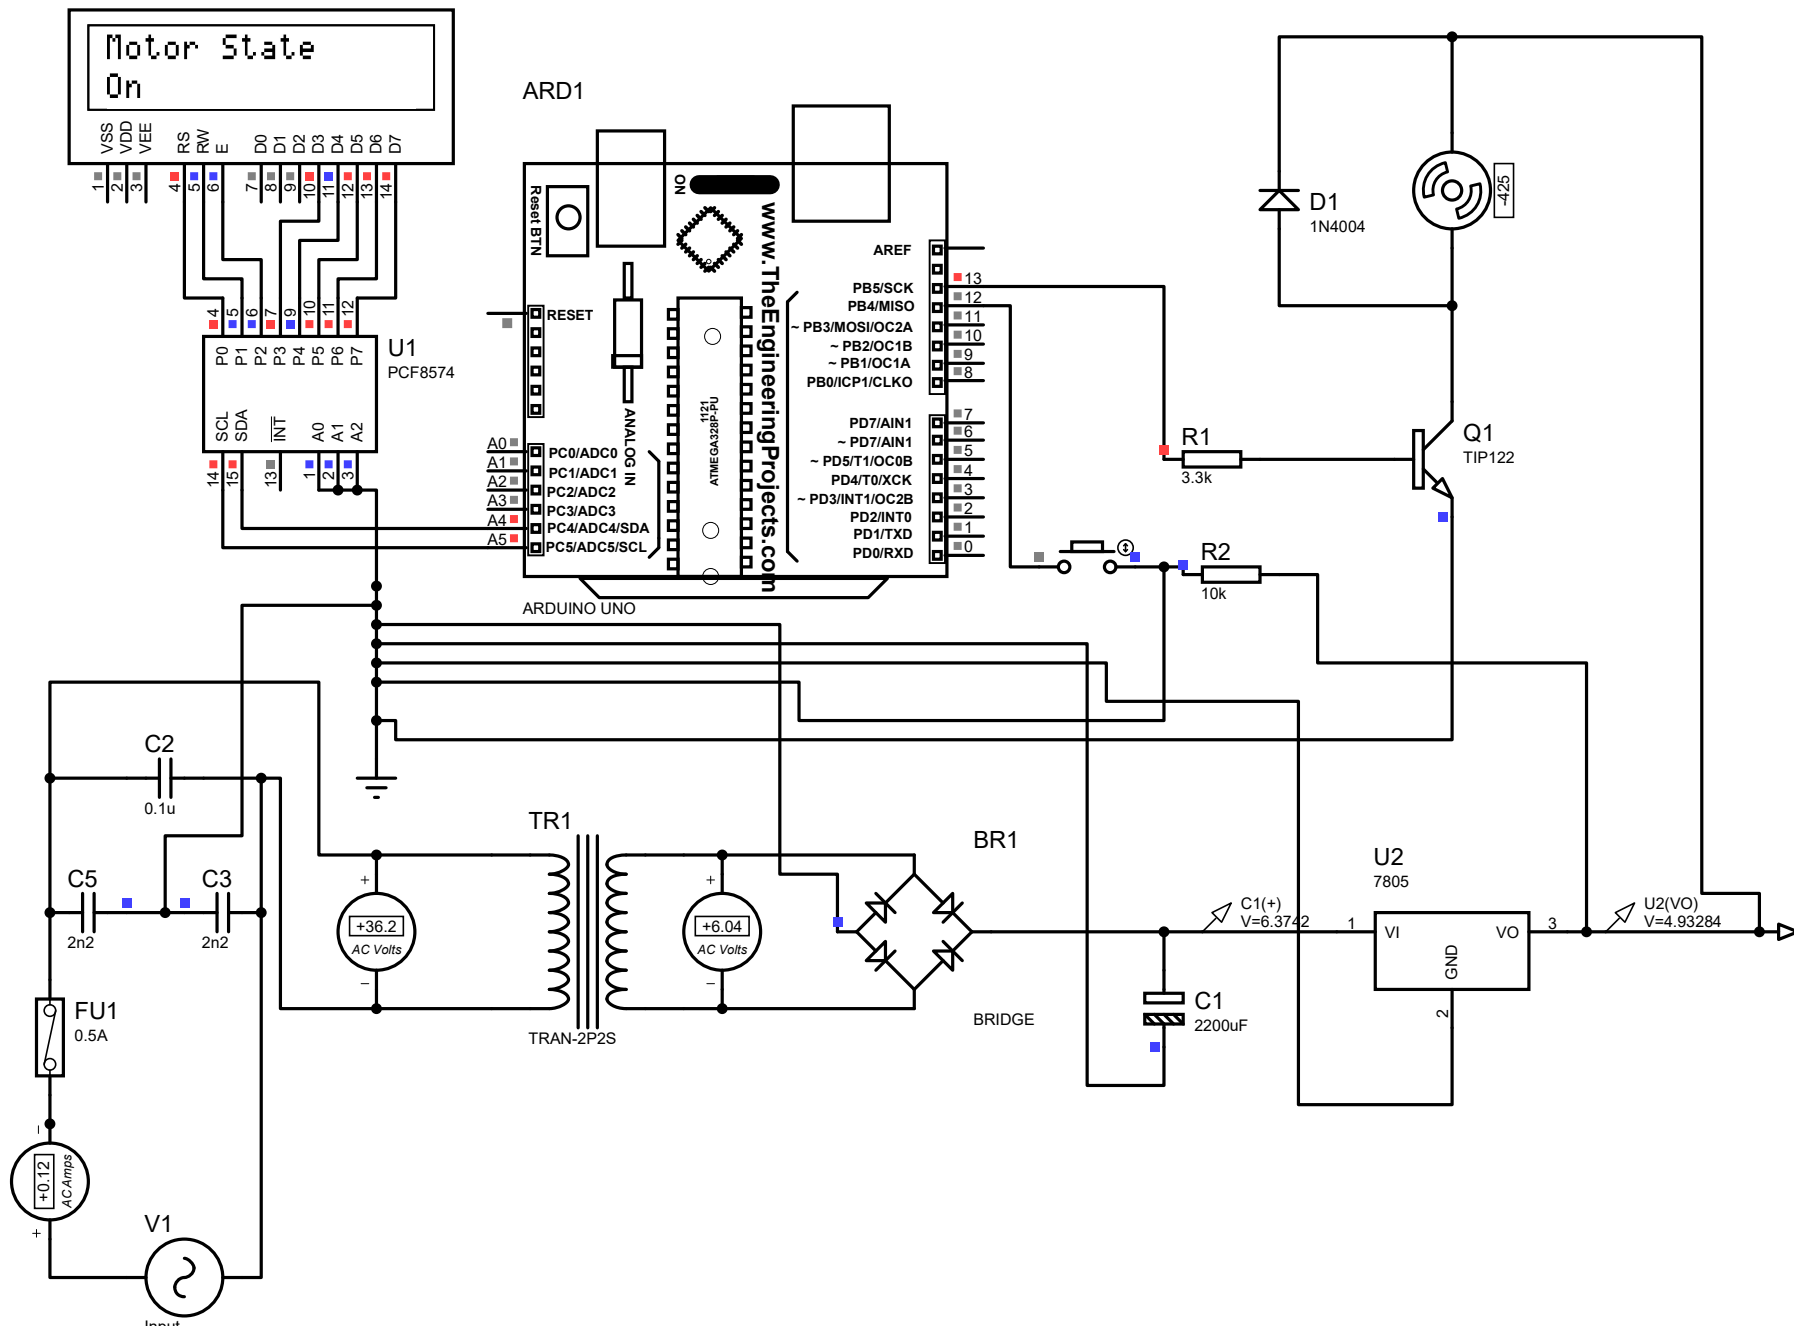 Motor State
On
VSS
VDD
VEE
RS
RW
E
D0
D1
D2
D3
D4
D5
D6
D7
1
2
3
4
5
6
7
8
9
10
11
12
13
14
4
5
6
7
9
10
11
12
P0
P1
P2
P3
P4
P5
P6
P7
U1
PCF8574
SCL
SDA
INT
A0
A1
A2
14
15
13
1
2
3
ARD1
Reset BTN
ON
www.TheEngineeringProjects.com
RESET
ANALOG IN
1121
ATMEGA328P-PU
A0
PC0/ADC0
A1
PC1/ADC1
A2
PC2/ADC2
A3
PC3/ADC3
A4
PC4/ADC4/SDA
A5
PC5/ADC5/SCL
AREF
PB5/SCK 13
PB4/MISO 12
~ PB3/MOSI/OC2A 11
~ PB2/OC1B 10
~ PB1/OC1A 9
PB0/ICP1/CLKO 8
PD7/AIN1 7
~ PD7/AIN1 6
~ PD5/T1/OC0B 5
PD4/T0/XCK 4
~ PD3/INT1/OC2B 3
PD2/INT0 2
PD1/TXD 1
PD0/RXD 0
ARDUINO UNO
D1
1N4004
-425
R1
3.3k
Q1
TIP122
R2
10k
C2
0.1u
C5
2n2
C3
2n2
FU1
0.5A
−
+0.12
AC Amps
+
V1
+
+36.2
AC Volts
−
TR1
TRAN-2P2S
+
+6.04
AC Volts
−
BR1
BRIDGE
C1(+)
V=6.3742
C1
2200uF
U2
7805
1
VI
VO
3
GND
2
U2(VO)
V=4.93284